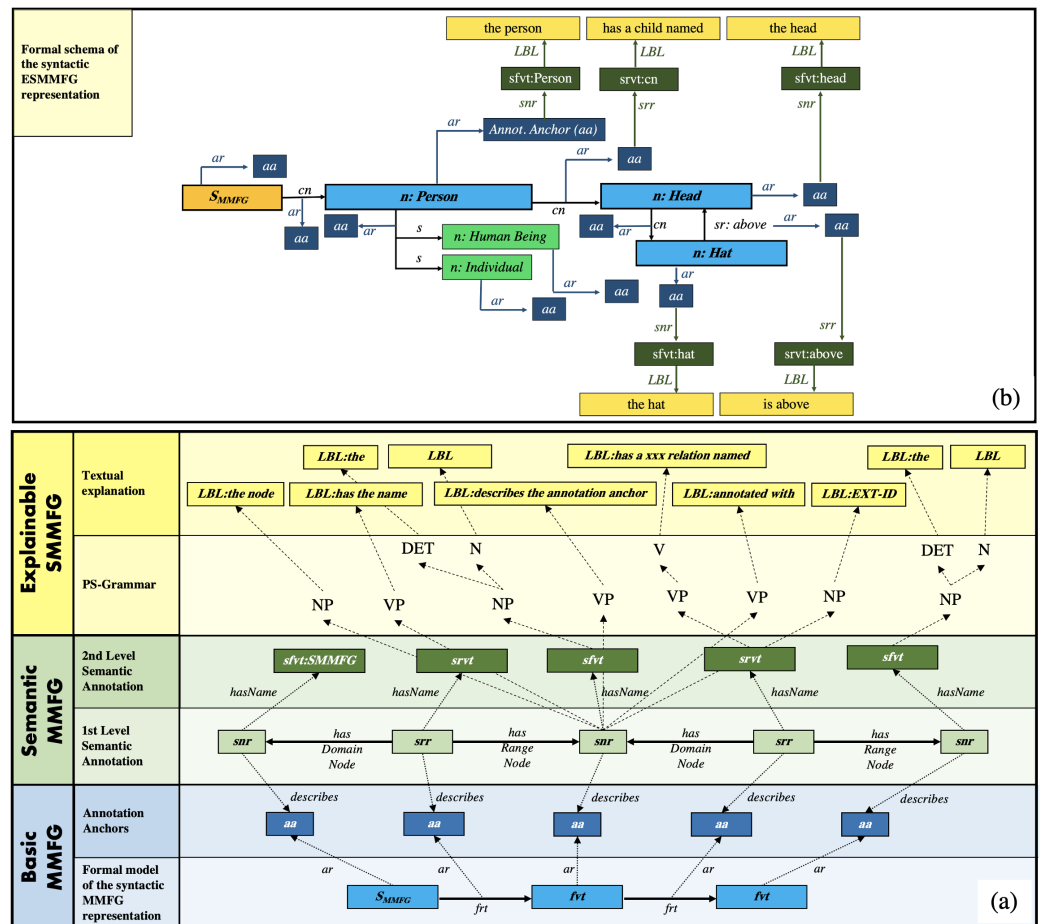 Formal schema of
the syntactic
ESMMFG
representation
the person
has a child named
the head
LBL
LBL
LBL
sfvt:Person
srvt:cn
sfvt:head
snr
srr
snr
ar
Annot. Anchor (aa)
ar
aa
ar
aa
S_MMFG
cn
n: Person
cn
n: Head
ar
aa
ar
aa
aa
ar
s
n: Human Being
s
n: Individual
aa
ar
cn
sr: above
ar
aa
n: Hat
ar
aa
ar
aa
ar
aa
snr
srr
sfvt:hat
srvt:above
LBL
LBL
the hat
is above
(b)
Explainable
SMMFG
Textual
explanation
LBL:the
LBL
LBL:has a xxx relation named
LBL:the
LBL
LBL:the node
LBL:has the name
LBL:describes the annotation anchor
LBL:annotated with
LBL:EXT-ID
PS-Grammar
DET
N
V
DET
N
NP
VP
NP
VP
VP
VP
NP
NP
Semantic
MMFG
2nd Level
Semantic
Annotation
sfvt:SMMFG
srvt
sfvt
srvt
sfvt
hasName
hasName
hasName
hasName
hasName
1st Level
Semantic
Annotation
snr
has
Domain
Node
srr
has
Range
Node
snr
has
Domain
Node
srr
has
Range
Node
snr
describes
describes
describes
describes
describes
Basic
MMFG
Annotation
Anchors
aa
aa
aa
aa
aa
ar
ar
ar
ar
ar
Formal model
of the syntactic
MMFG
representation
S_MMFG
frt
fvt
frt
fvt
(a)